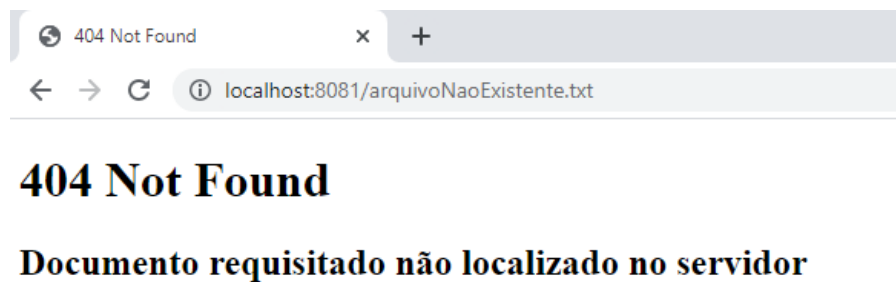 404 Not Found
localhost:8081/arquivoNaoExistente.txt
404 Not Found
Documento requisitado não localizado no servidor